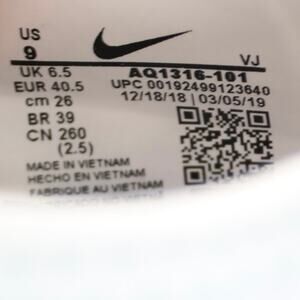 US
9
VJ
UK 6.5
AQ1316-101
EUR 40.5
UPC 00192499123640
cm 26
12/18/18 | 03/05/19
BR 39
CN 260
(2.5)
MADE IN VIETNAM
HECHO EN VIETNAM
FABRIQUE AU VIETNAM